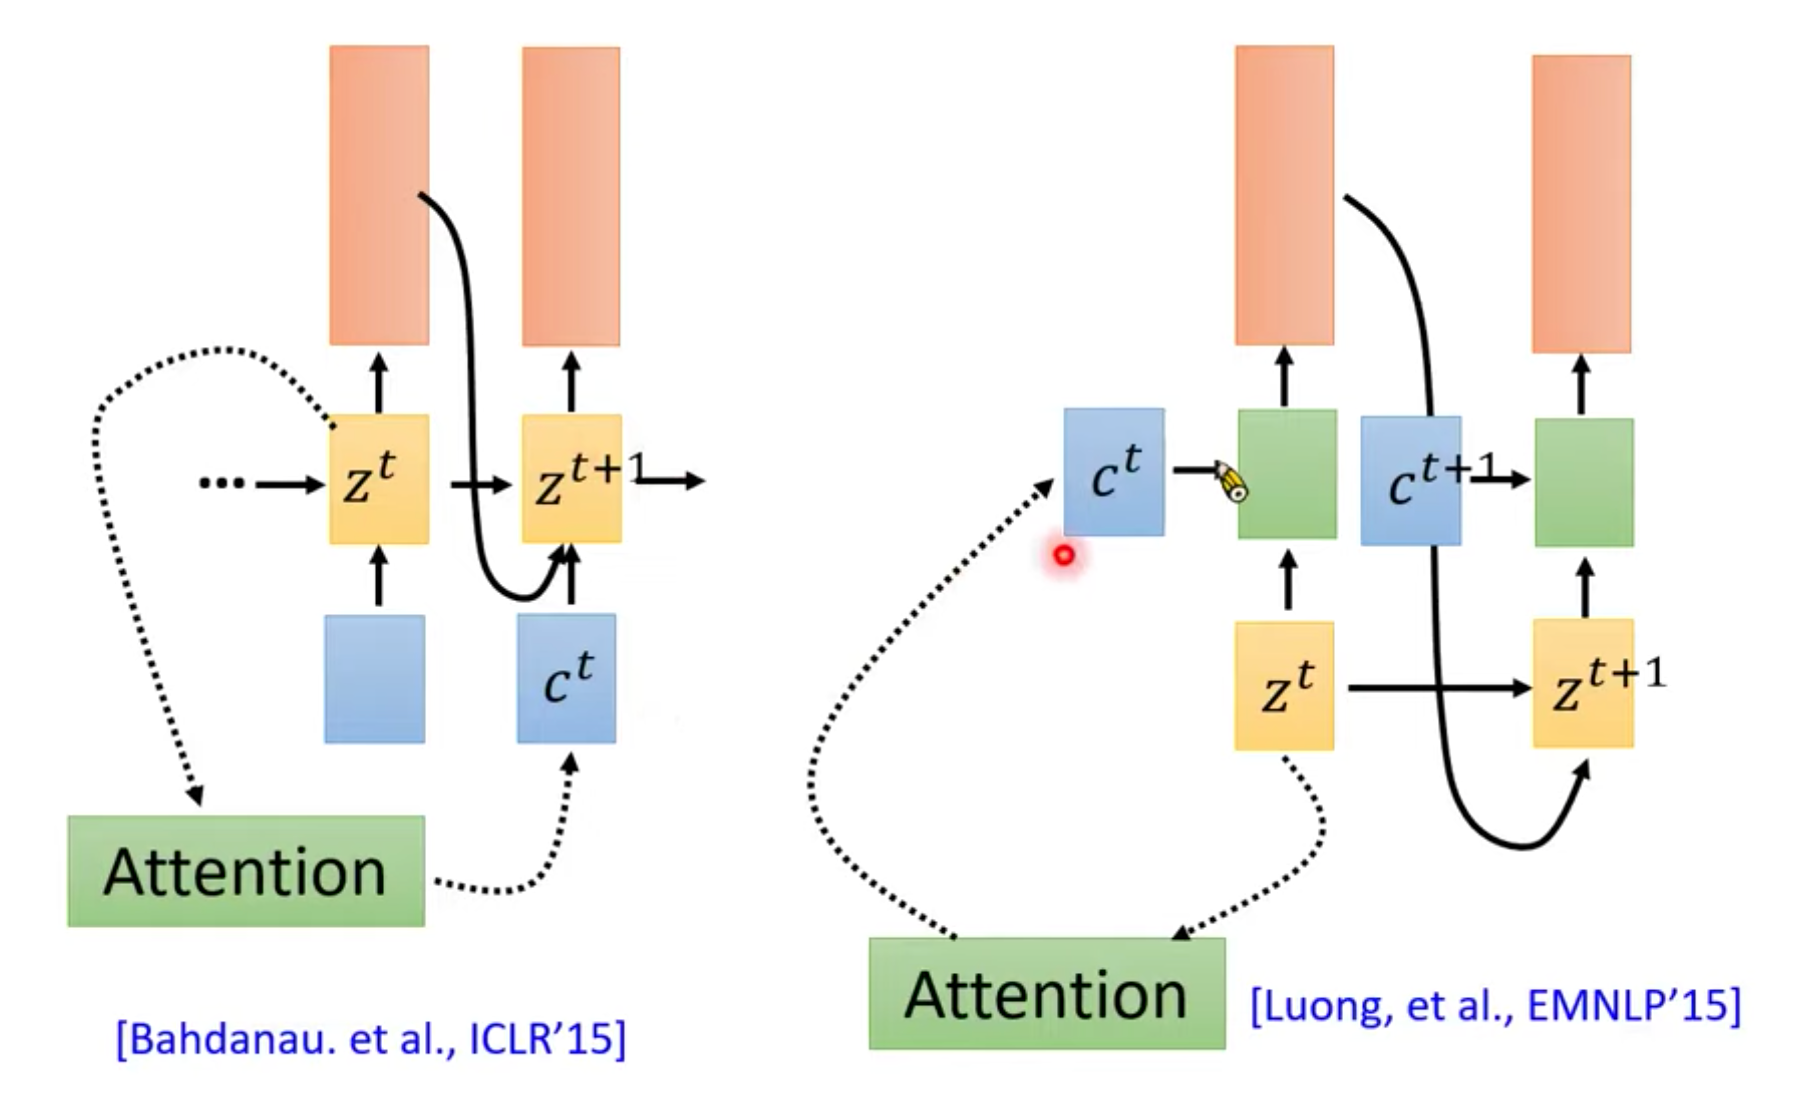 z^t
z^{t+1}
c^t
Attention
[Bahdanau. et al., ICLR'15]
c^t
c^{t+1}
z^t
z^{t+1}
Attention
[Luong, et al., EMNLP'15]